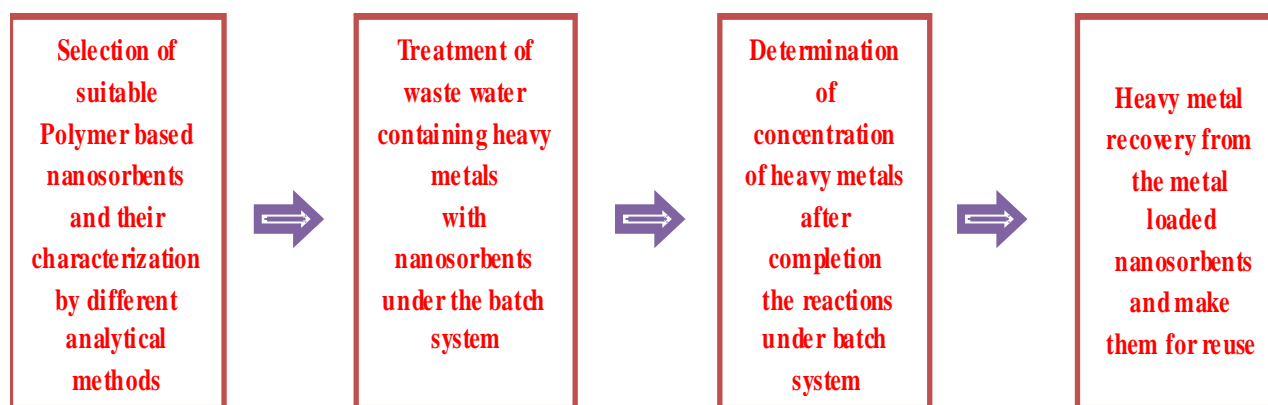 Selection of
suitable
Polymer based
nanosorbents
and their
characterization
by different
analytical
methods
Treatment of
waste water
containing heavy
metals
with
nanosorbents
under the batch
system
Determination
of
concentration
of heavy metals
after
completion
the reactions
under batch
system
Heavy metal
recovery from
the metal
loaded
nanosorbents
and make
them for reuse